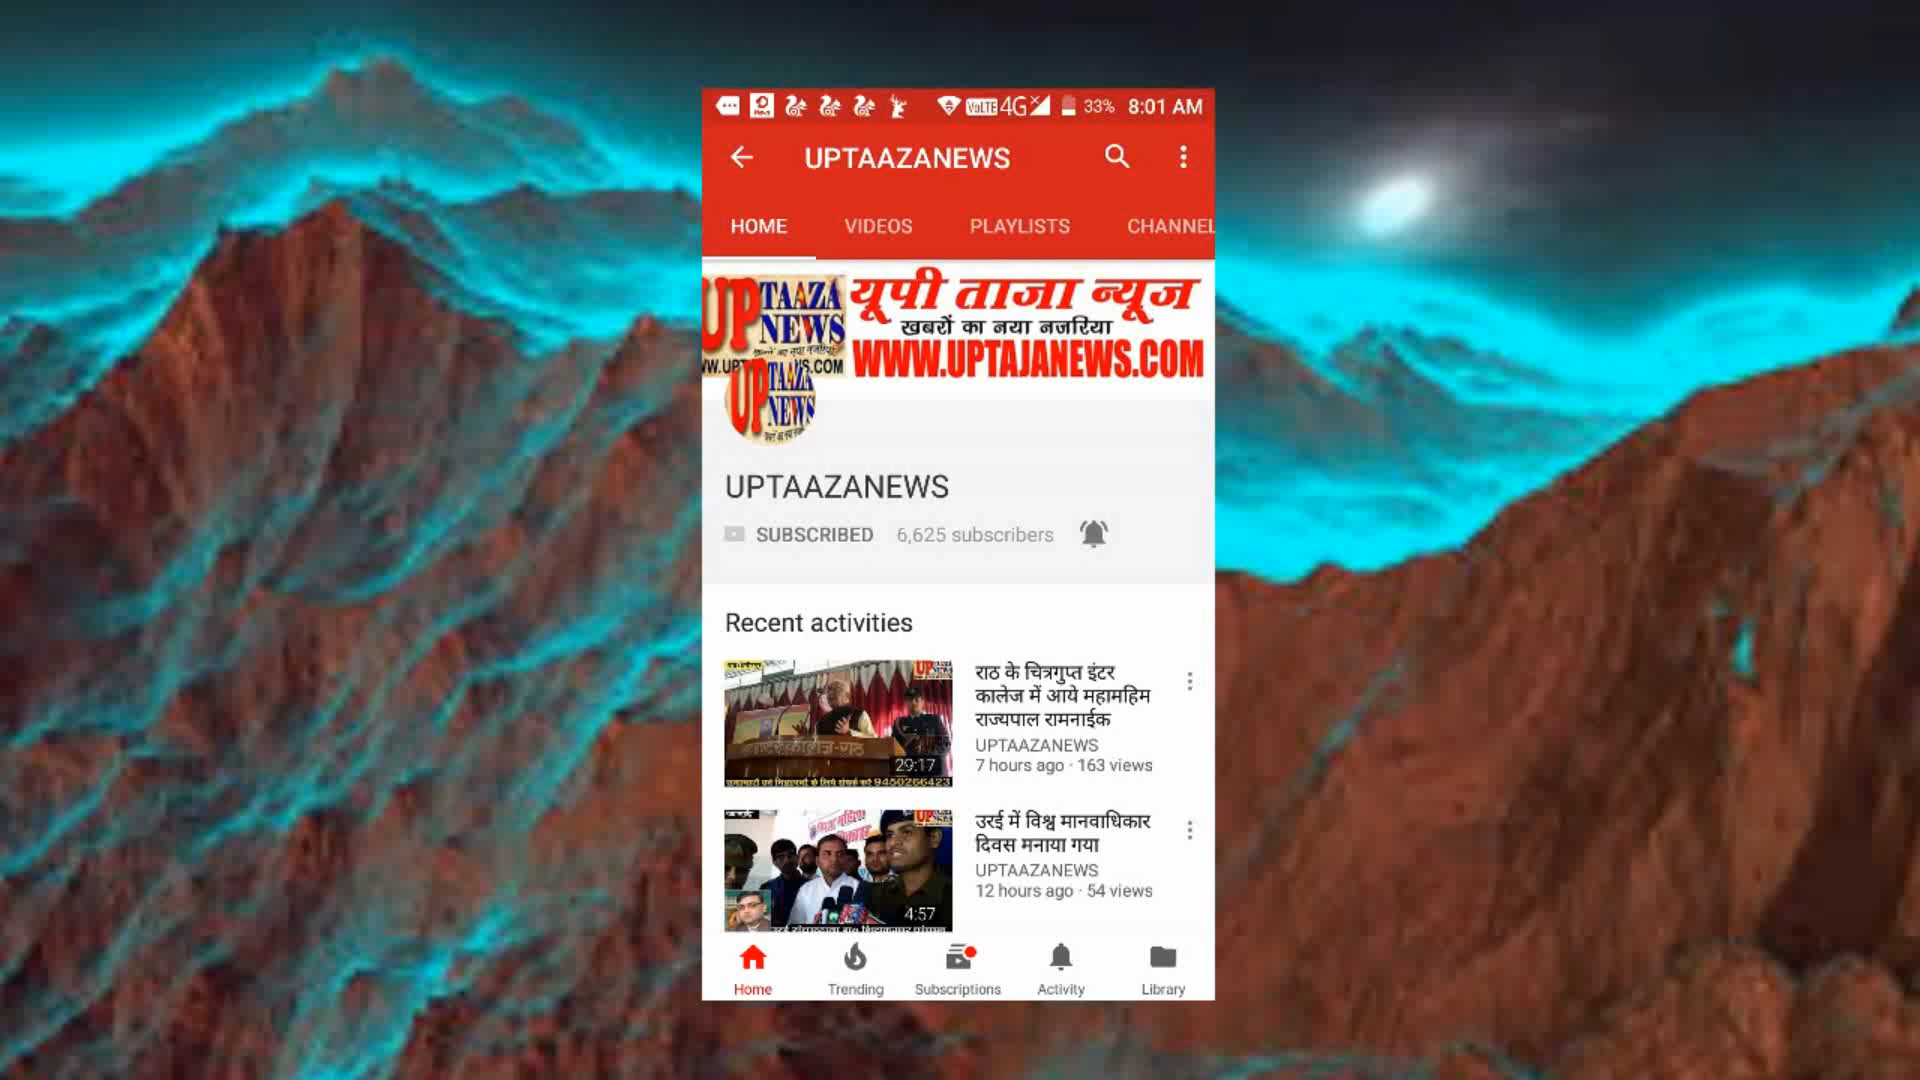 VoLTE 4G 33% 8:01 AM
UPTAAZANEWS
HOME VIDEOS PLAYLISTS CHANNEL
UP TAAZA NEWS
यूपी ताजा न्यूज
खबरों का नया नजरिया
WWW.UPTAJANEWS.COM
UP TAAZA NEWS
UPTAAZANEWS
SUBSCRIBED 6,625 subscribers
Recent activities
राठ के चित्रगुप्त इंटर
कालेज में आये महामहिम
राज्यपाल रामनाईक
UPTAAZANEWS
7 hours ago · 163 views
29:17
उरई में विश्व मानवाधिकार
दिवस मनाया गया
UPTAAZANEWS
12 hours ago · 54 views
4:57
Home Trending Subscriptions Activity Library